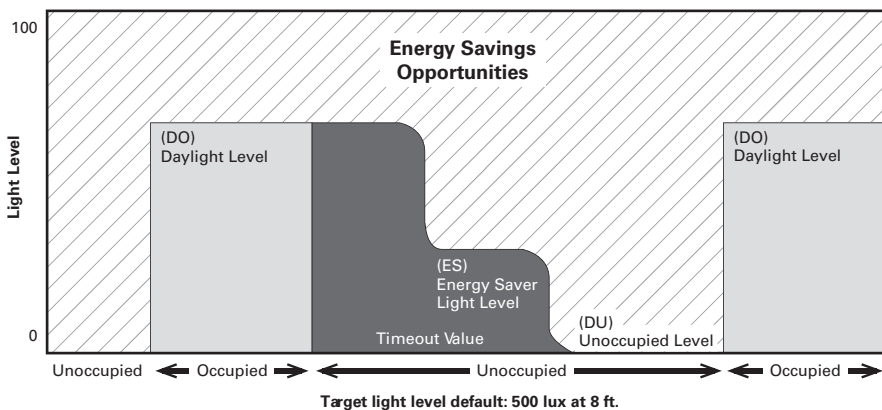 100
Energy Savings
Opportunities
(DO)
Daylight Level
(DO)
Daylight Level
Light Level
(ES)
Energy Saver
Light Level
(DU)
Unoccupied Level
Timeout Value
0
Unoccupied
Occupied
Unoccupied
Occupied
Target light level default: 500 lux at 8 ft.